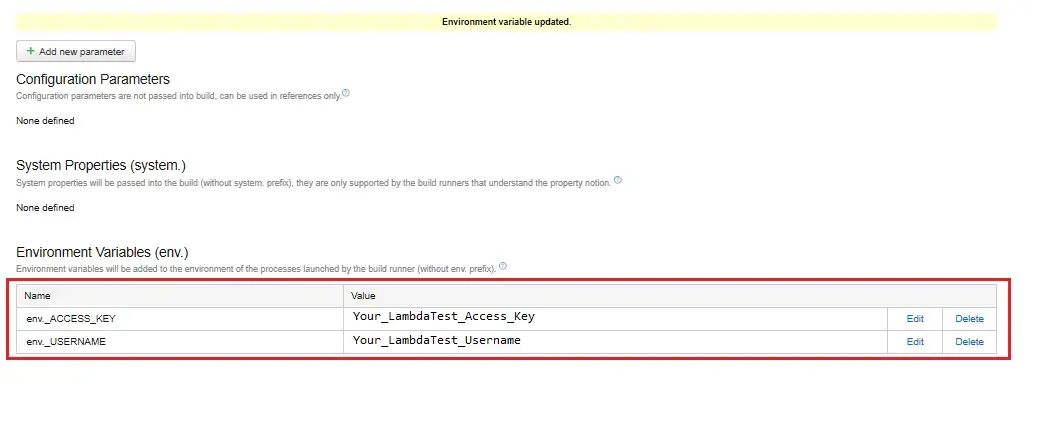 Environment variable updated.
+ Add new parameter
Configuration Parameters
Configuration parameters are not passed into build, can be used in references only. ?
None defined
System Properties (system.)
System properties will be passed into the build (without system. prefix), they are only supported by the build runners that understand the property notion. ?
None defined
Environment Variables (env.)
Environment variables will be added to the environment of the processes launched by the build runner (without env. prefix). ?
Name Value
env._ACCESS_KEY Your_LambdaTest_Access_Key Edit Delete
env._USERNAME Your_LambdaTest_Username Edit Delete